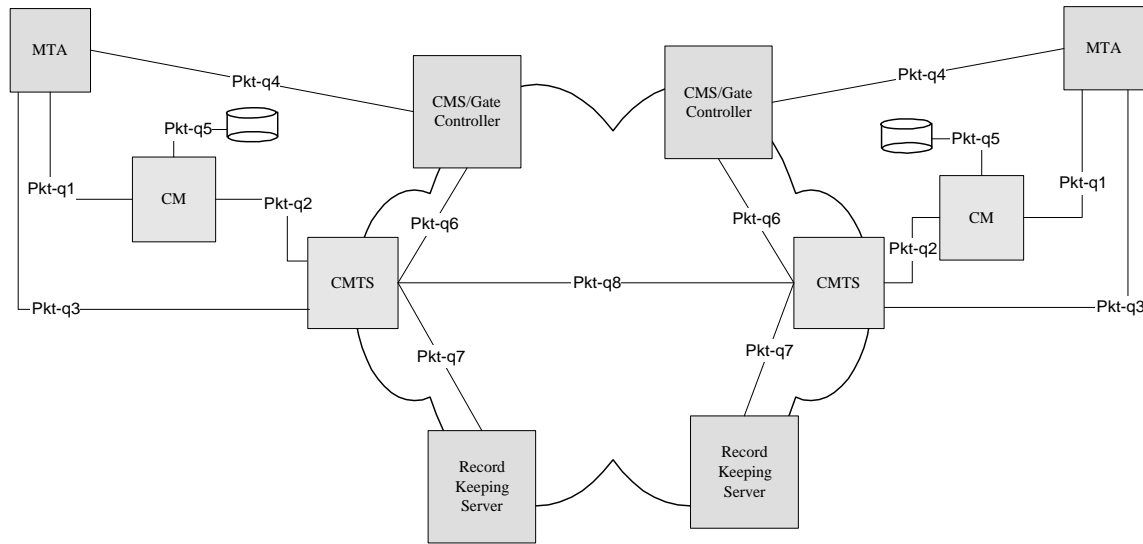 MTA
MTA
Pkt-q4
Pkt-q4
CMS/Gate
Controller
CMS/Gate
Controller
Pkt-q5
Pkt-q5
Pkt-q1
CM
Pkt-q2
Pkt-q6
Pkt-q6
Pkt-q2
CM
Pkt-q1
CMTS
Pkt-q8
CMTS
Pkt-q3
Pkt-q3
Pkt-q7
Pkt-q7
Record
Keeping
Server
Record
Keeping
Server